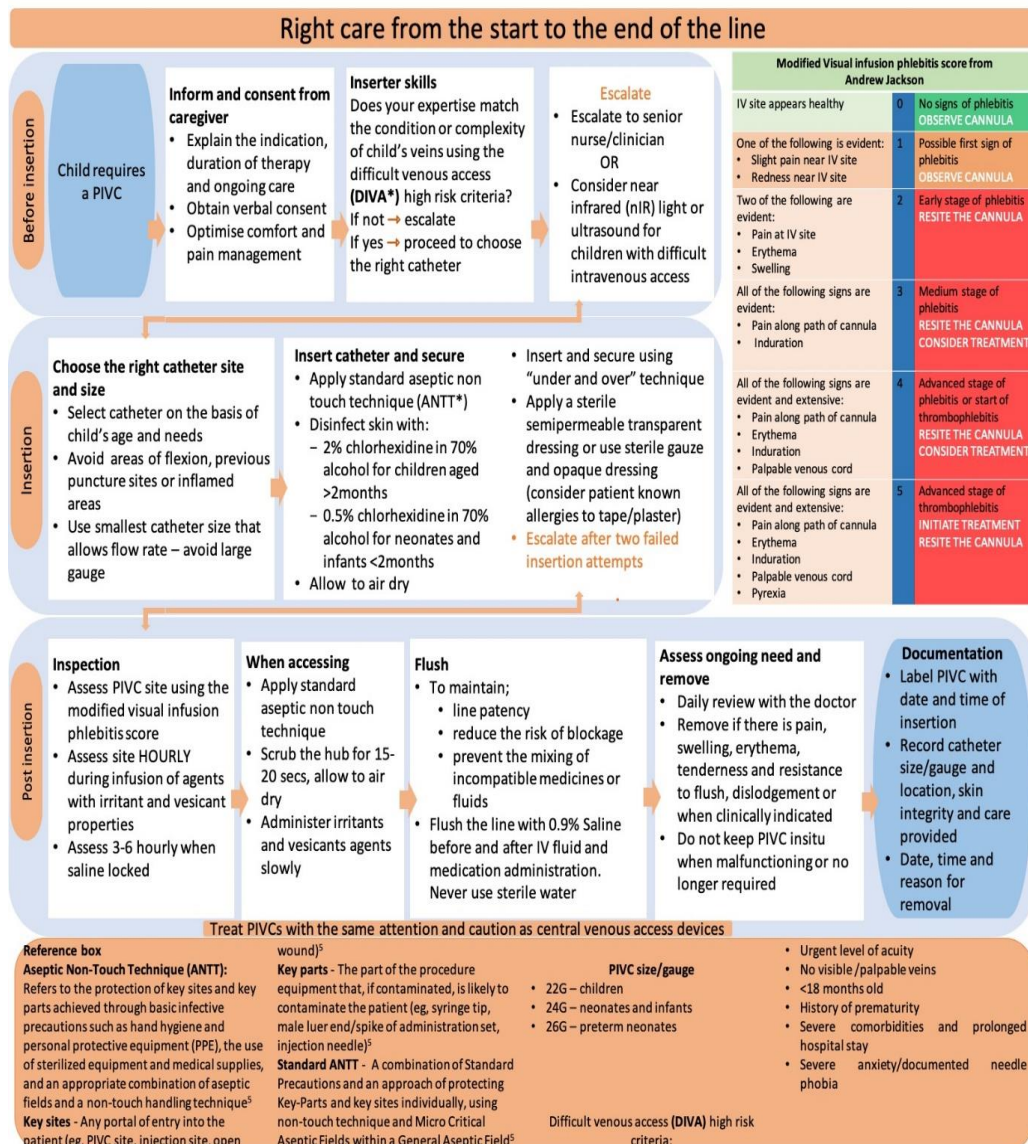 Right care from the start to the end of the line
Before insertion
Child requires
a PIVC
Inform and consent from
caregiver
• Explain the indication,
duration of therapy
and ongoing care
• Obtain verbal consent
• Optimise comfort and
pain management
Inserter skills
Does your expertise match
the condition or complexity
of child's veins using the
difficult venous access
(DIVA*) high risk criteria?
If not → escalate
If yes → proceed to choose
the right catheter
Escalate
• Escalate to senior
nurse/clinician
OR
• Consider near
infrared (nIR) light or
ultrasound for
children with difficult
intravenous access
Modified Visual infusion phlebitis score from
Andrew Jackson
IV site appears healthy
0
No signs of phlebitis
OBSERVE CANNULA
One of the following is evident:
• Slight pain near IV site
• Redness near IV site
1
Possible first sign of
phlebitis
OBSERVE CANNULA
Two of the following are
evident:
• Pain at IV site
• Erythema
• Swelling
2
Early stage of phlebitis
RESITE THE CANNULA
All of the following signs are
evident:
• Pain along path of cannula
• Induration
3
Medium stage of
phlebitis
RESITE THE CANNULA
CONSIDER TREATMENT
All of the following signs are
evident and extensive:
• Pain along path of cannula
• Erythema
• Induration
• Palpable venous cord
4
Advanced stage of
phlebitis or start of
thrombophlebitis
RESITE THE CANNULA
CONSIDER TREATMENT
All of the following signs are
evident and extensive:
• Pain along path of cannula
• Erythema
• Induration
• Palpable venous cord
• Pyrexia
5
Advanced stage of
thrombophlebitis
INITIATE TREATMENT
RESITE THE CANNULA
Insertion
Choose the right catheter site
and size
• Select catheter on the basis of
child's age and needs
• Avoid areas of flexion, previous
puncture sites or inflamed
areas
• Use smallest catheter size that
allows flow rate – avoid large
gauge
Insert catheter and secure
• Apply standard aseptic non
touch technique (ANTT*)
• Disinfect skin with:
– 2% chlorhexidine in 70%
alcohol for children aged
>2months
– 0.5% chlorhexidine in 70%
alcohol for neonates and
infants <2months
• Allow to air dry
• Insert and secure using
"under and over" technique
• Apply a sterile
semipermeable transparent
dressing or use sterile gauze
and opaque dressing
(consider patient known
allergies to tape/plaster)
• Escalate after two failed
insertion attempts
Post insertion
Inspection
• Assess PIVC site using the
modified visual infusion
phlebitis score
• Assess site HOURLY
during infusion of agents
with irritant and vesicant
properties
• Assess 3-6 hourly when
saline locked
When accessing
• Apply standard
aseptic non touch
technique
• Scrub the hub for 15-
20 secs, allow to air
dry
• Administer irritants
and vesicants agents
slowly
Flush
• To maintain;
• line patency
• reduce the risk of blockage
• prevent the mixing of
incompatible medicines or
fluids
• Flush the line with 0.9% Saline
before and after IV fluid and
medication administration.
Never use sterile water
Assess ongoing need and
remove
• Daily review with the doctor
• Remove if there is pain,
swelling, erythema,
tenderness and resistance
to flush, dislodgement or
when clinically indicated
• Do not keep PIVC insitu
when malfunctioning or no
longer required
Documentation
• Label PIVC with
date and time of
insertion
• Record catheter
size/gauge and
location, skin
integrity and care
provided
• Date, time and
reason for
removal
Treat PIVCs with the same attention and caution as central venous access devices
Reference box
Aseptic Non-Touch Technique (ANTT):
Refers to the protection of key sites and key
parts achieved through basic infective
precautions such as hand hygiene and
personal protective equipment (PPE), the use
of sterilized equipment and medical supplies,
and an appropriate combination of aseptic
fields and a non-touch handling technique⁵
Key sites - Any portal of entry into the
patient (eg, PIVC site, injection site, open
wound)⁵
Key parts - The part of the procedure
equipment that, if contaminated, is likely to
contaminate the patient (eg, syringe tip,
male luer end/spike of administration set,
injection needle)⁵
Standard ANTT - A combination of Standard
Precautions and an approach of protecting
Key-Parts and key sites individually, using
non-touch technique and Micro Critical
Aseptic Fields within a General Aseptic Field⁵
PIVC size/gauge
• 22G – children
• 24G – neonates and infants
• 26G – preterm neonates
Difficult venous access (DIVA) high risk
criteria:
• Urgent level of acuity
• No visible /palpable veins
• <18 months old
• History of prematurity
• Severe comorbidities and prolonged
hospital stay
• Severe anxiety/documented needle
phobia